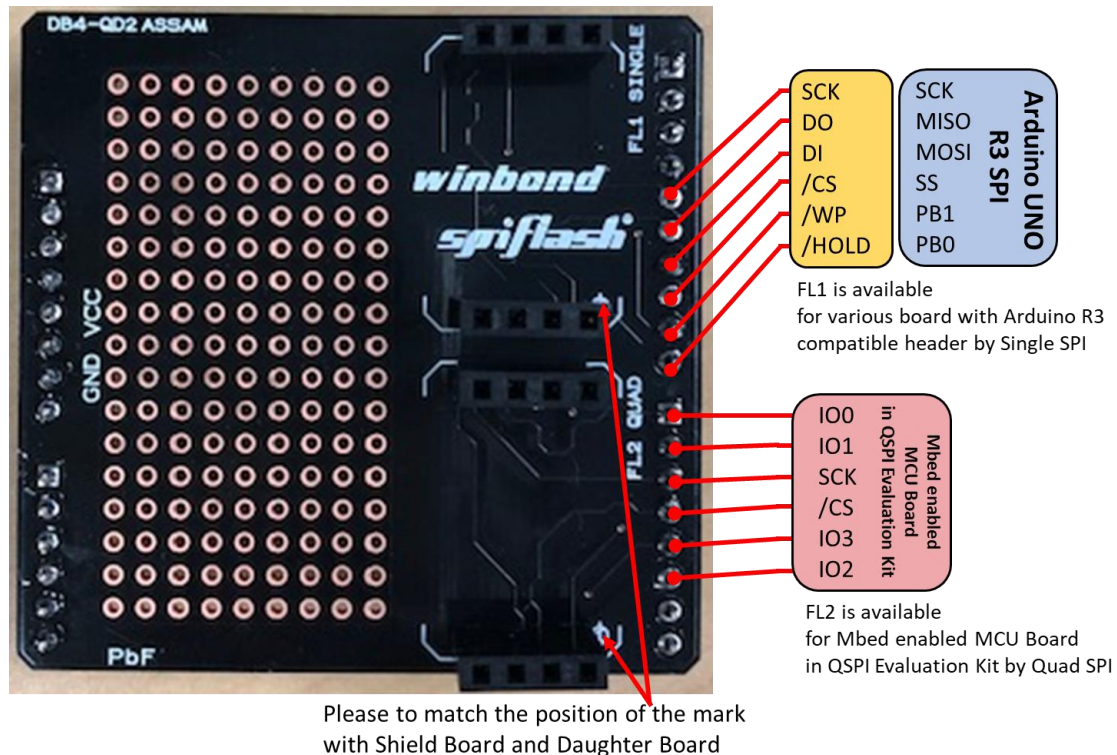 DB4-QD2 ASSAM
FL1 SINGLE
winbond
spiflash®
GND VCC
FL2 QUAD
PbF
SCK
DO
DI
/CS
/WP
/HOLD
SCK
MISO
MOSI
SS
PB1
PB0
Arduino UNO
R3 SPI
FL1 is available
for various board with Arduino R3
compatible header by Single SPI
IO0
IO1
SCK
/CS
IO3
IO2
Mbed enabled
MCU Board
in QSPI Evaluation Kit
FL2 is available
for Mbed enabled MCU Board
in QSPI Evaluation Kit by Quad SPI
Please to match the position of the mark
with Shield Board and Daughter Board